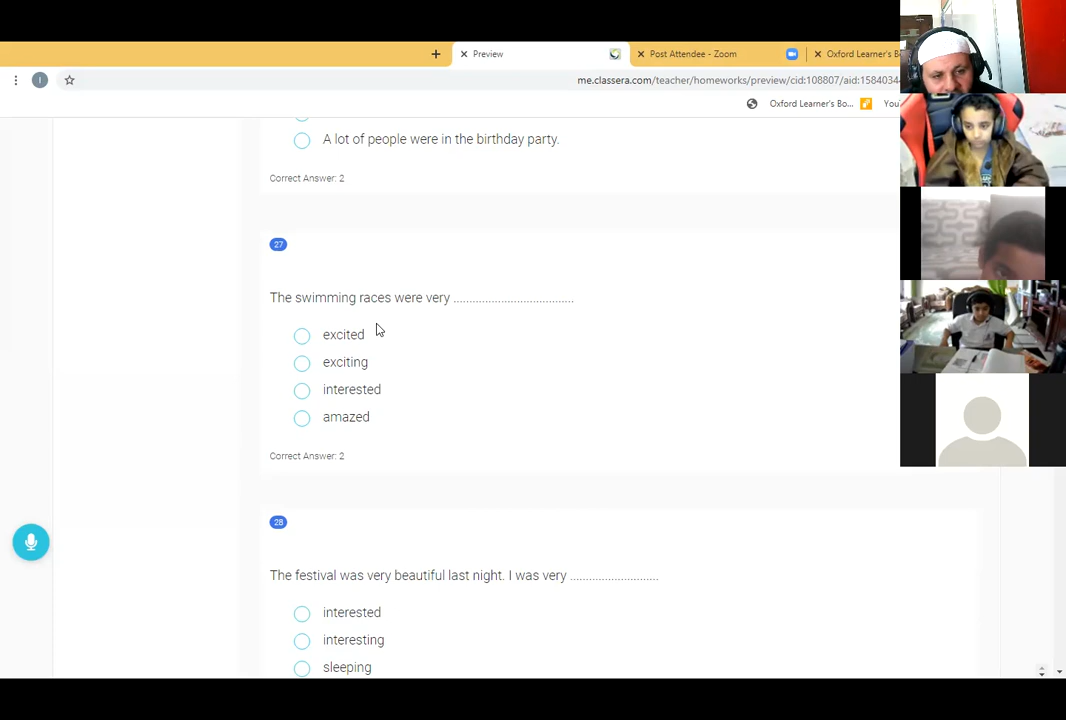 Preview
Post Attendee - Zoom
Oxford Learner's Bo
me.classera.com/teacher/homeworks/preview/cid:108807/aid:1584034
Oxford Learner's Bo...
A lot of people were in the birthday party.
Correct Answer: 2
27
The swimming races were very .....................................
excited
exciting
interested
amazed
Correct Answer: 2
28
The festival was very beautiful last night. I was very ...........................
interested
interesting
sleeping